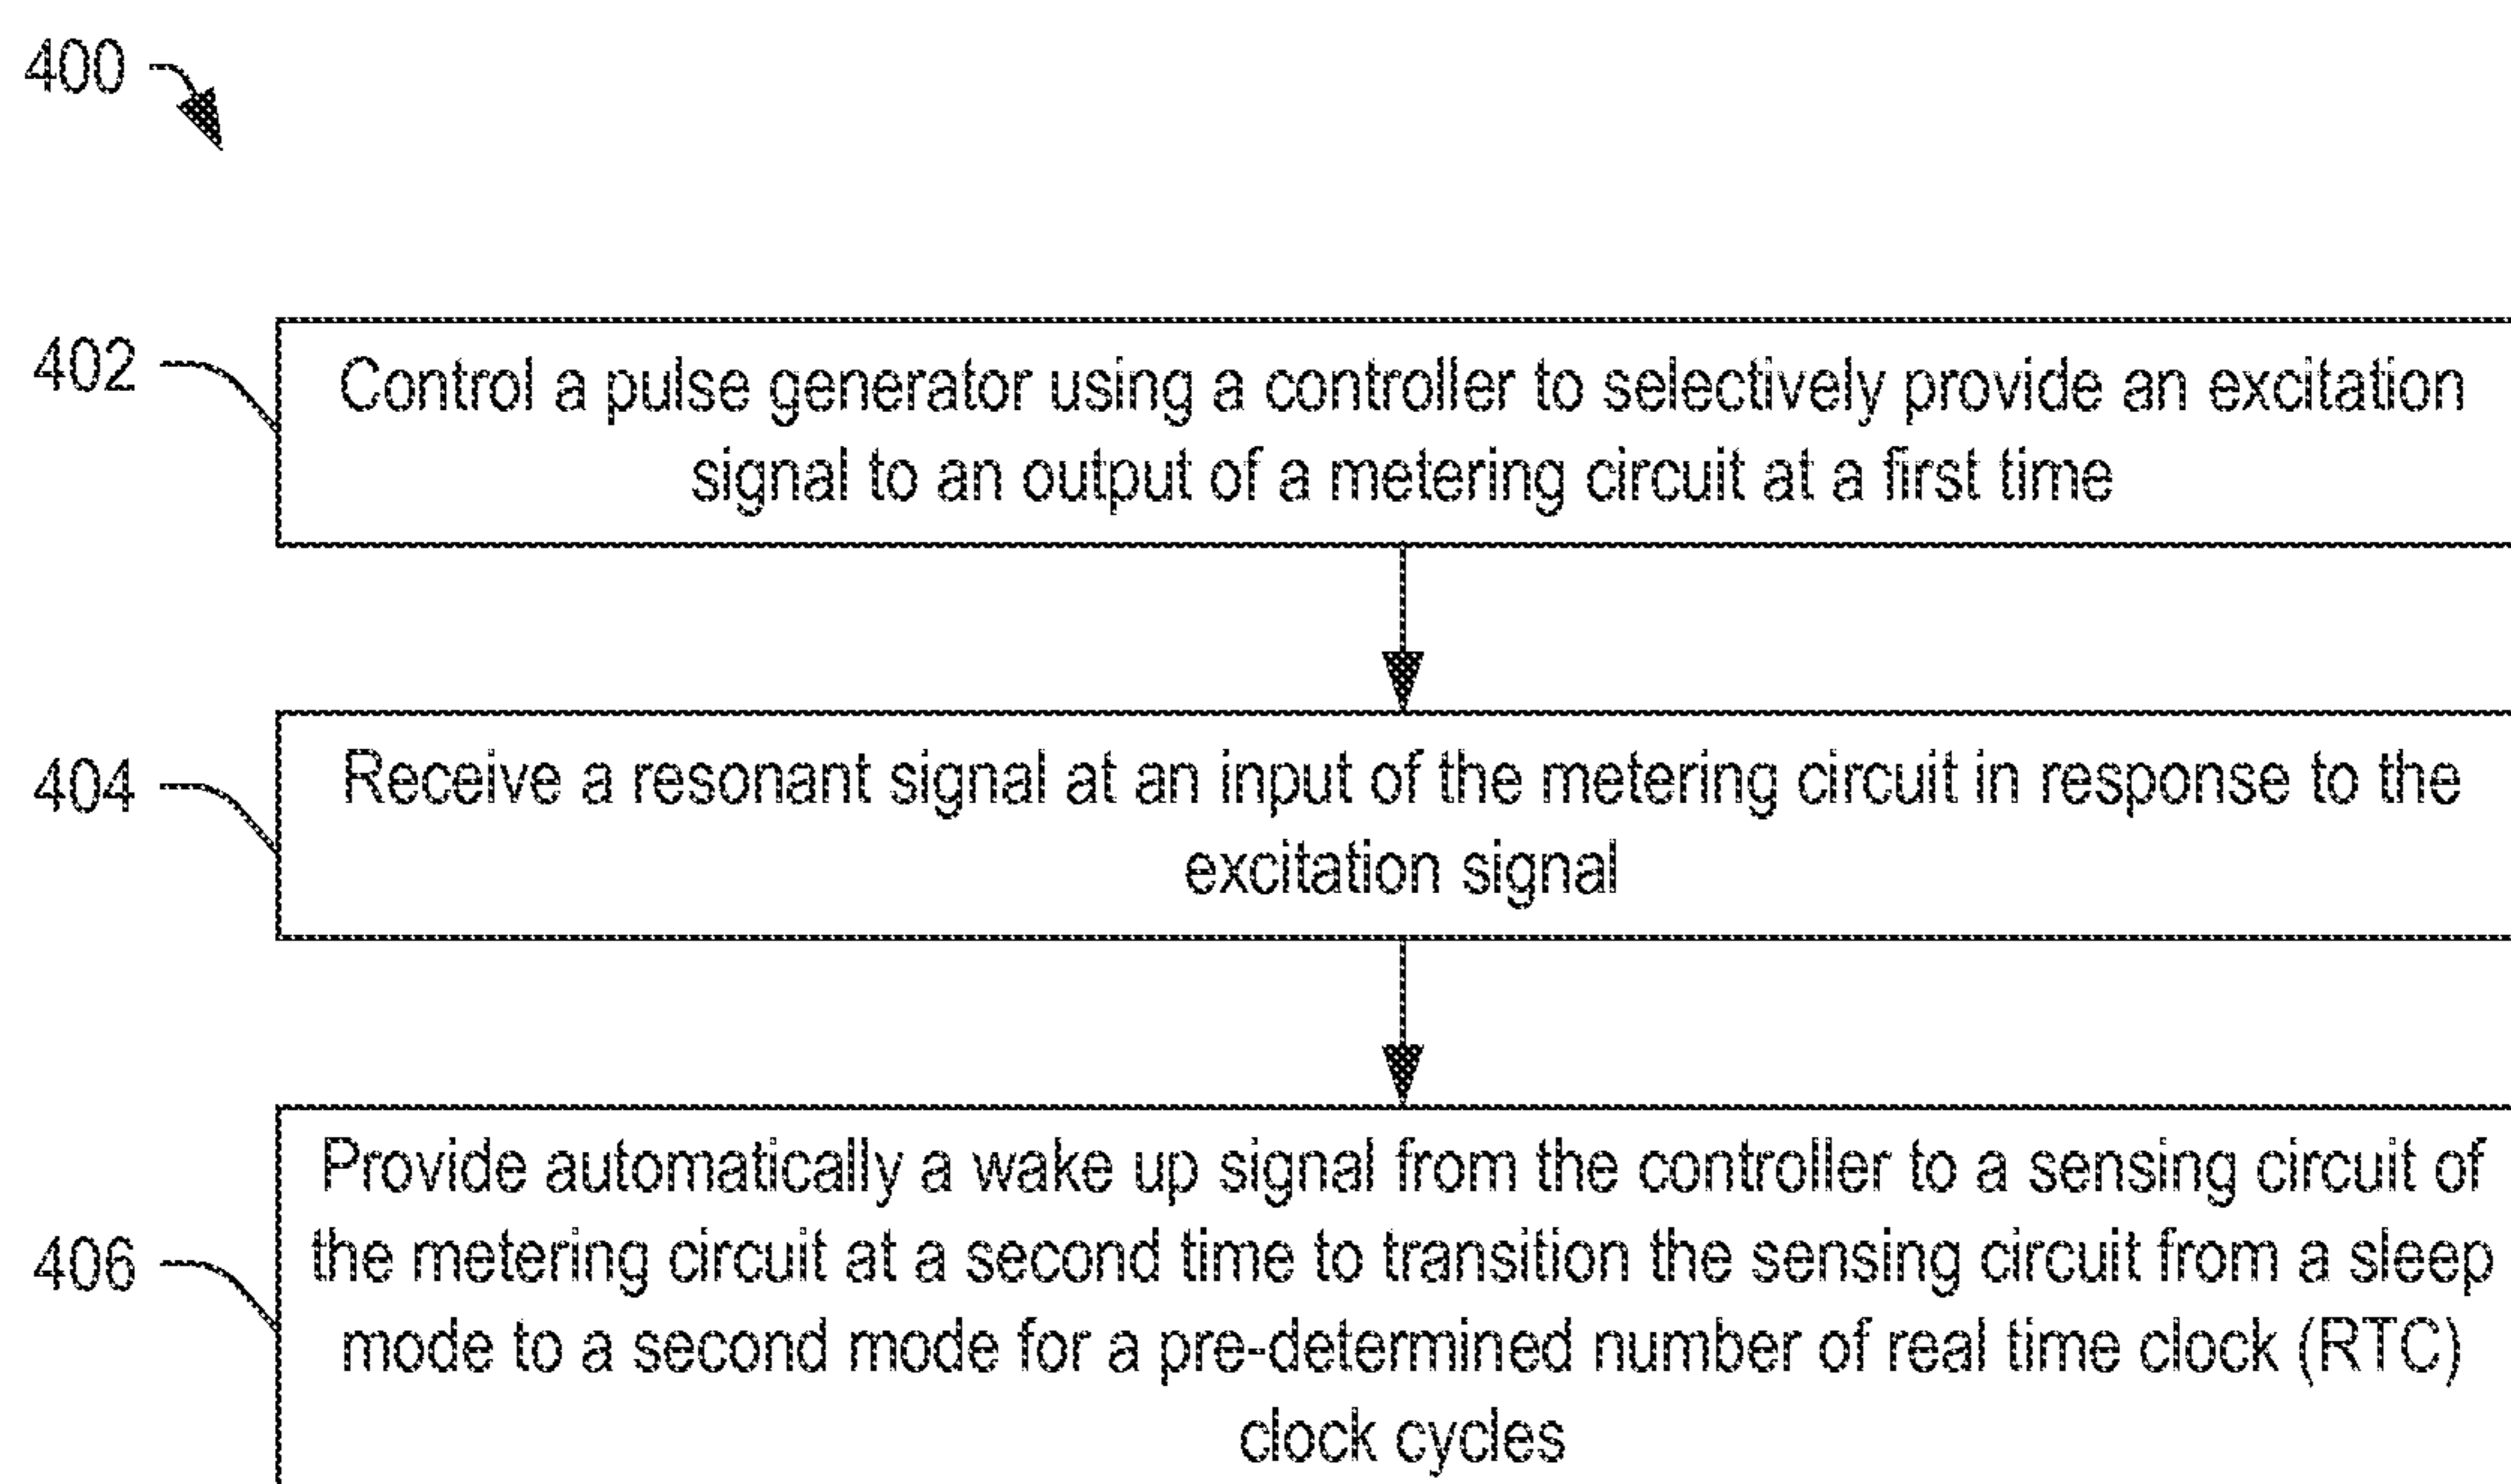 400
402
Control a pulse generator using a controller to selectively provide an excitation
signal to an output of a metering circuit at a first time
404
Receive a resonant signal at an input of the metering circuit in response to the
excitation signal
406
Provide automatically a wake up signal from the controller to a sensing circuit of
the metering circuit at a second time to transition the sensing circuit from a sleep
mode to a second mode for a pre-determined number of real time clock (RTC)
clock cycles